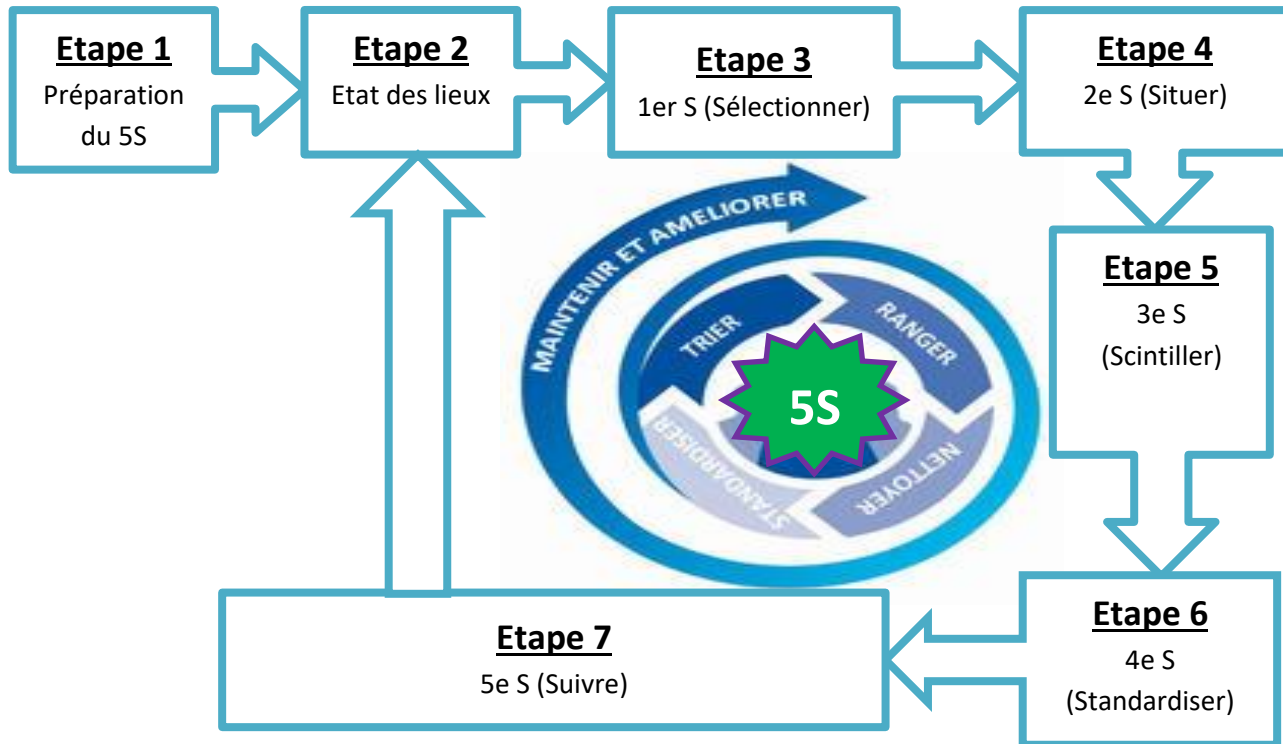 Etape 1
Préparation
du 5S
Etape 2
Etat des lieux
Etape 3
1er S (Sélectionner)
Etape 4
2e S (Situer)
Etape 5
3e S
(Scintiller)
Etape 6
4e S
(Standardiser)
Etape 7
5e S (Suivre)
MAINTENIR ET AMELIORER
TRIER
RANGER
NETTOYER
STANDARDISER
5S